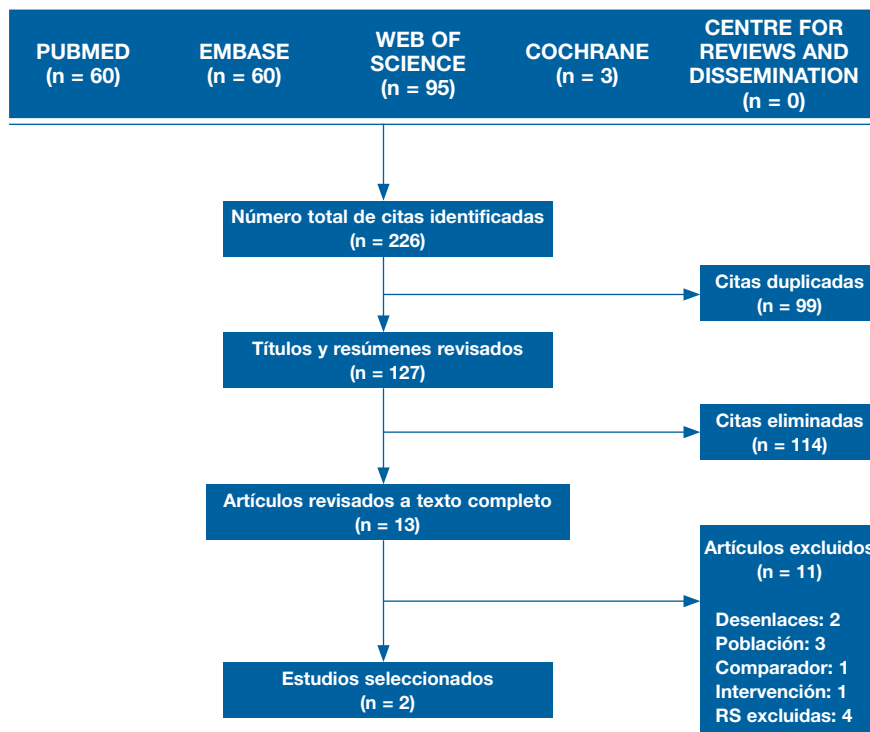 PUBMED
(n = 60)
EMBASE
(n = 60)
WEB OF
SCIENCE
(n = 95)
COCHRANE
(n = 3)
CENTRE FOR
REVIEWS AND
DISSEMINATION
(n = 0)
Número total de citas identificadas
(n = 226)
Citas duplicadas
(n = 99)
Títulos y resúmenes revisados
(n = 127)
Citas eliminadas
(n = 114)
Artículos revisados a texto completo
(n = 13)
Artículos excluidos
(n = 11)
Desenlaces: 2
Población: 3
Comparador: 1
Intervención: 1
RS excluidas: 4
Estudios seleccionados
(n = 2)